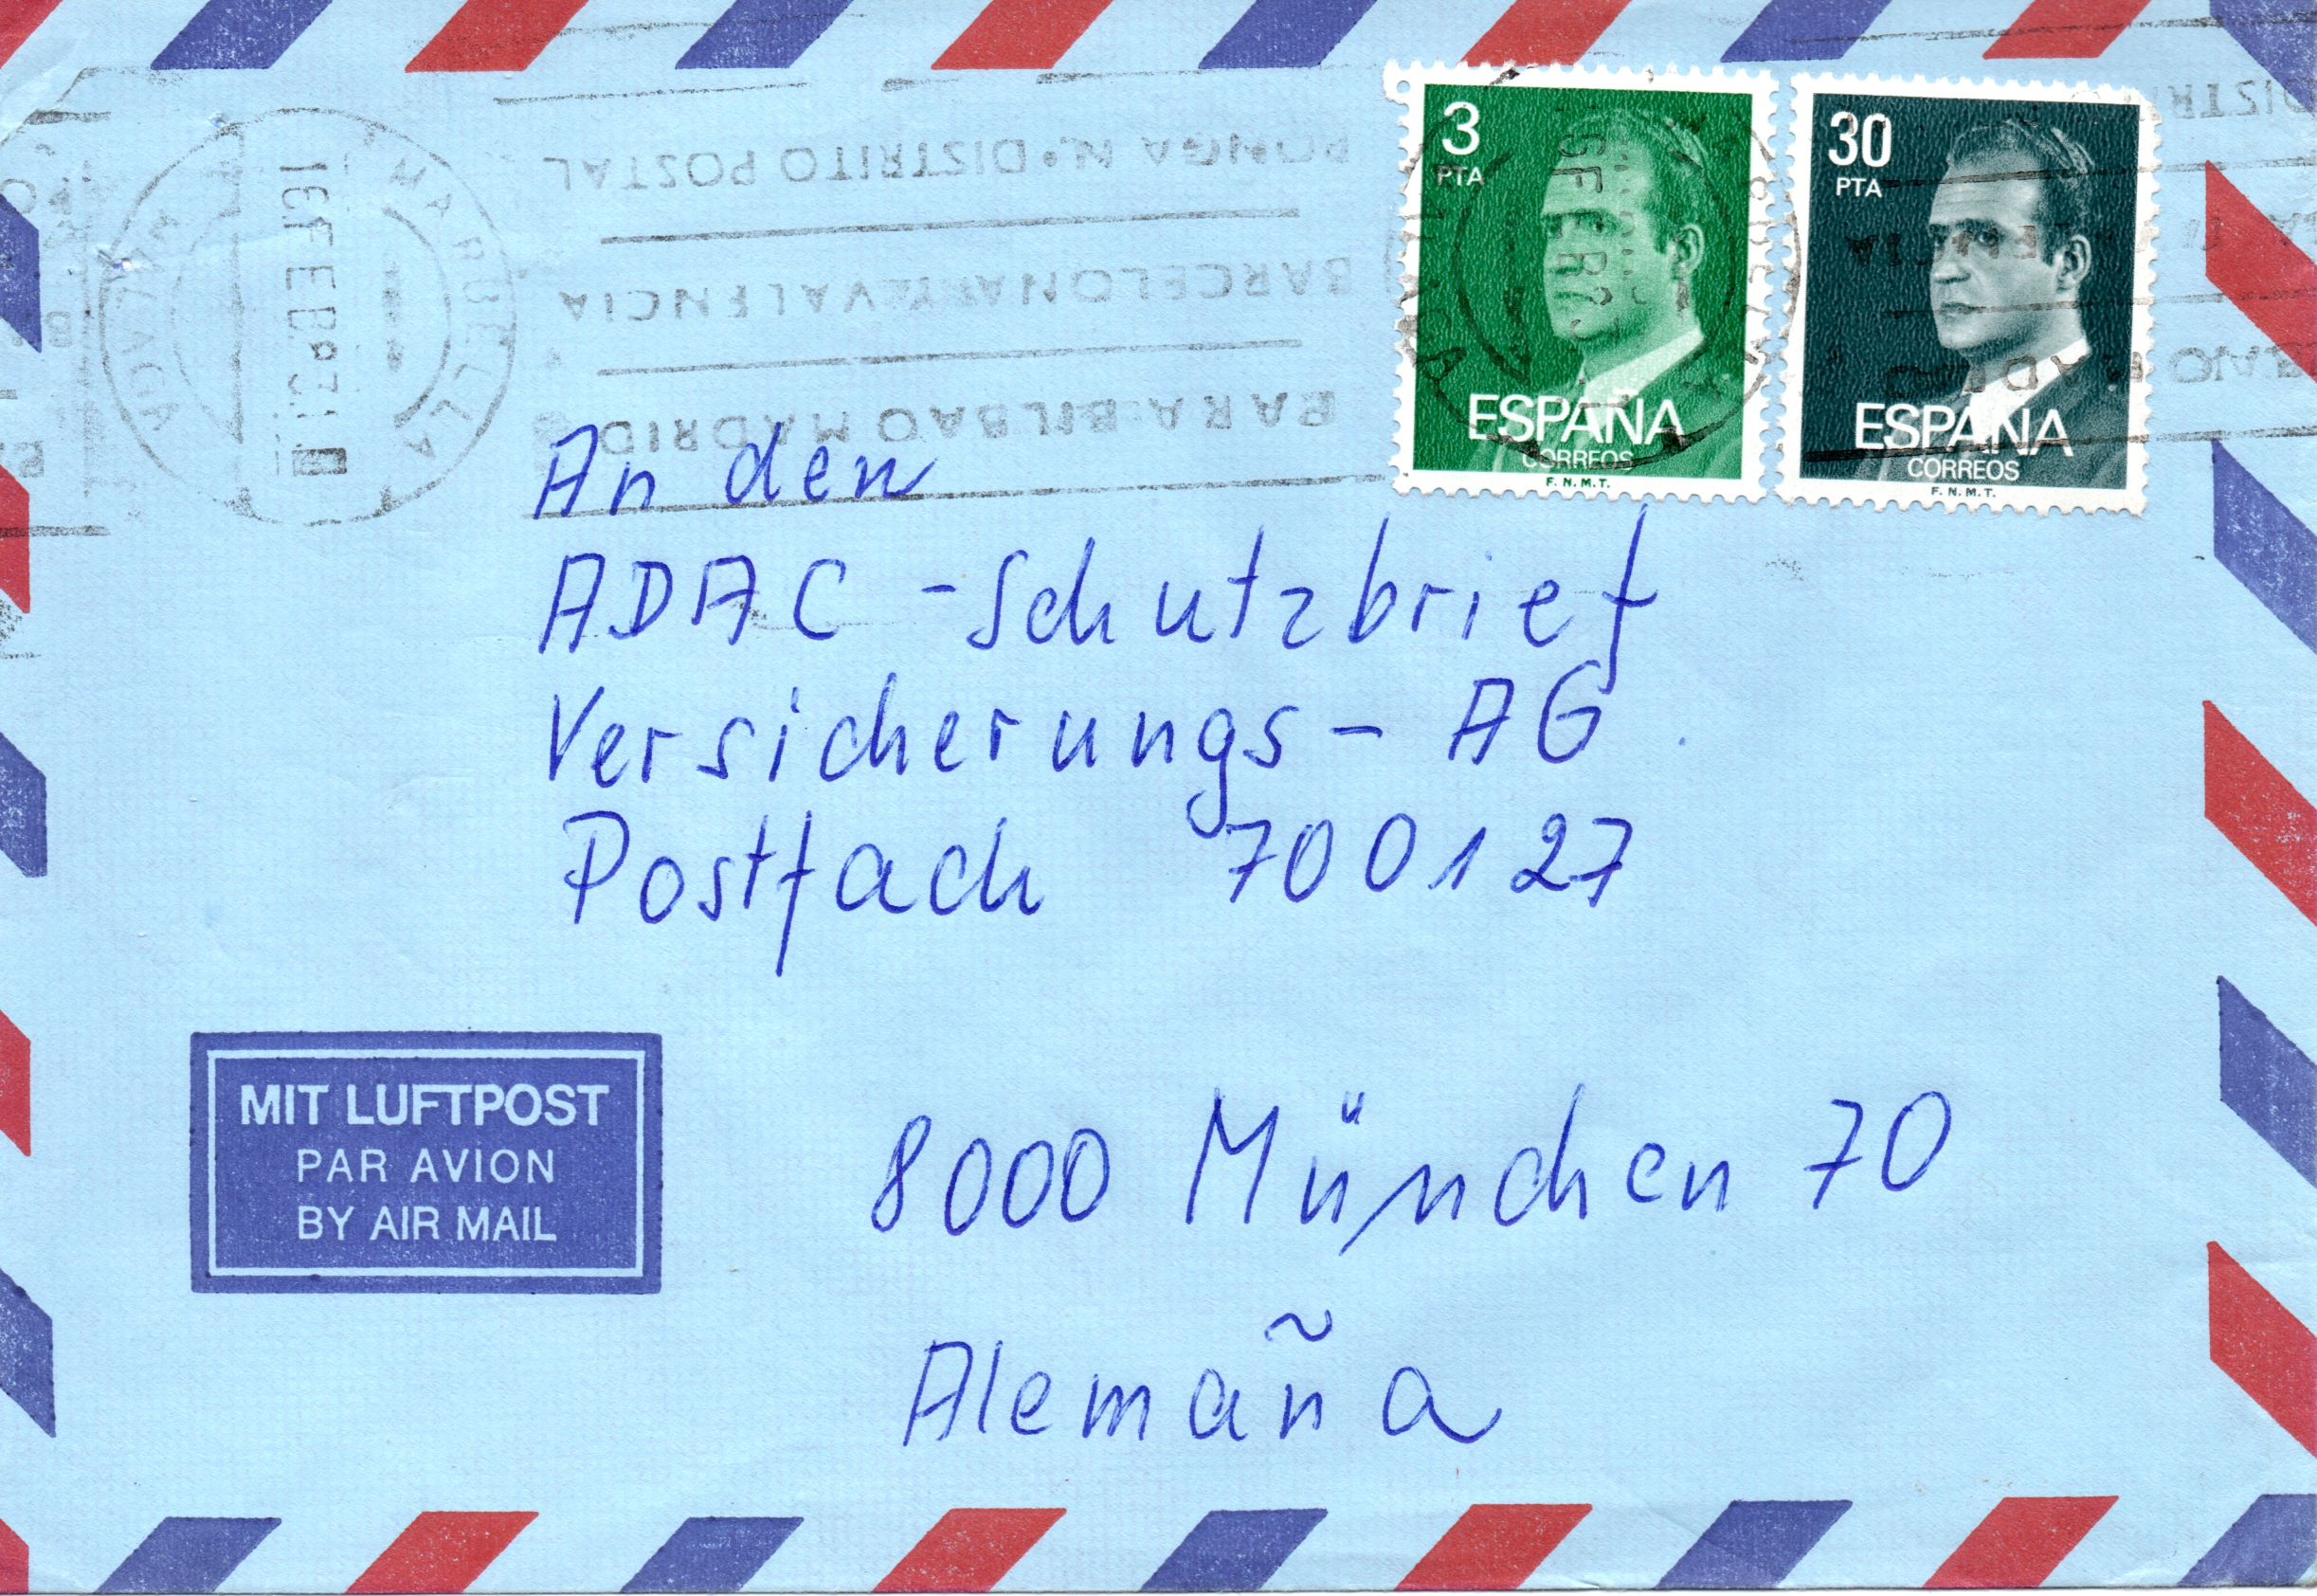 PONGA N.º DISTRITO POSTAL
BARCELONA Y VALENCIA
PARA BILBAO MADRID
MARBELLA
MALAGA
3
PTA
ESPAÑA
CORREOS
F.N.M.T.
30
PTA
ESPAÑA
CORREOS
F.N.M.T.
An den
ADAC-Schutzbrief
Versicherungs-AG
Postfach 700127
8000 München 70
Alemaña
MIT LUFTPOST
PAR AVION
BY AIR MAIL